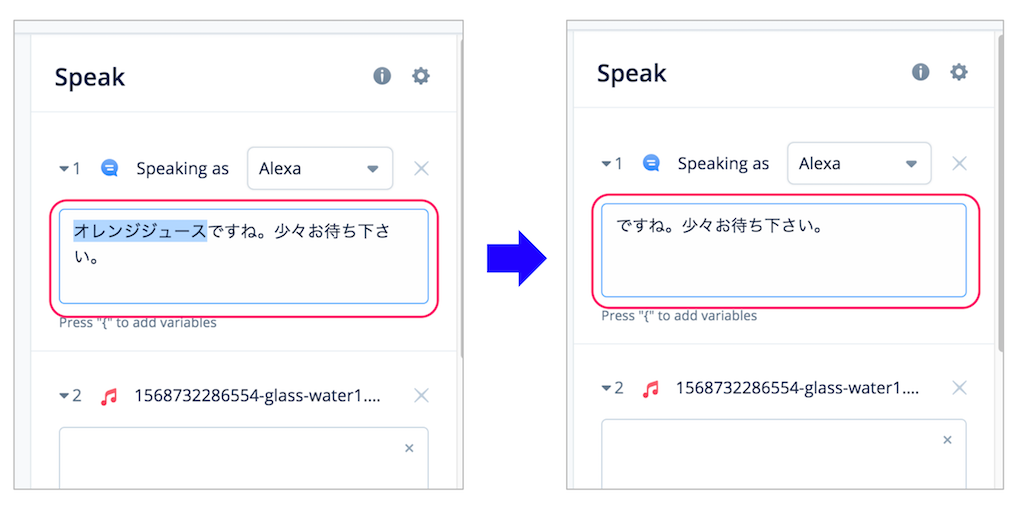 Speak
1 Speaking as Alexa
オレンジジュースですね。少々お待ち下さ
い。
Press "{" to add variables
2 1568732286554-glass-water1....
Speak
1 Speaking as Alexa
ですね。少々お待ち下さい。
Press "{" to add variables
2 1568732286554-glass-water1....